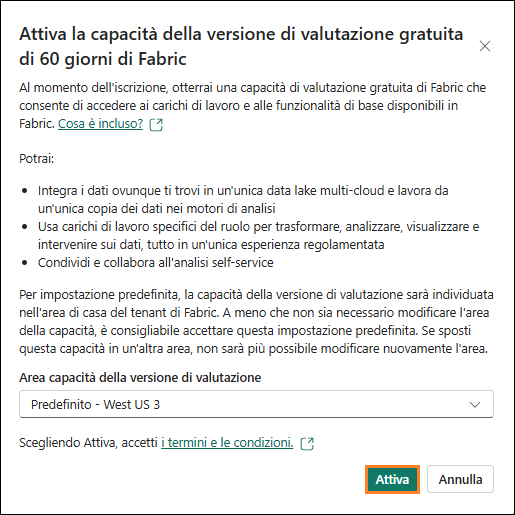 Attiva la capacità della versione di valutazione gratuita
di 60 giorni di Fabric
Al momento dell'iscrizione, otterrai una capacità di valutazione gratuita di Fabric che
consente di accedere ai carichi di lavoro e alle funzionalità di base disponibili in
Fabric. Cosa è incluso?
Potrai:
• Integra i dati ovunque ti trovi in un'unica data lake multi-cloud e lavora da
un'unica copia dei dati nei motori di analisi
• Usa carichi di lavoro specifici del ruolo per trasformare, analizzare, visualizzare e
intervenire sui dati, tutto in un'unica esperienza regolamentata
• Condividi e collabora all'analisi self-service
Per impostazione predefinita, la capacità della versione di valutazione sarà individuata
nell'area di casa del tenant di Fabric. A meno che non sia necessario modificare l'area
della capacità, è consigliabile accettare questa impostazione predefinita. Se sposti
questa capacità in un'altra area, non sarà più possibile modificare nuovamente l'area.
Area capacità della versione di valutazione
Predefinito - West US 3
Scegliendo Attiva, accetti i termini e le condizioni.
Attiva
Annulla